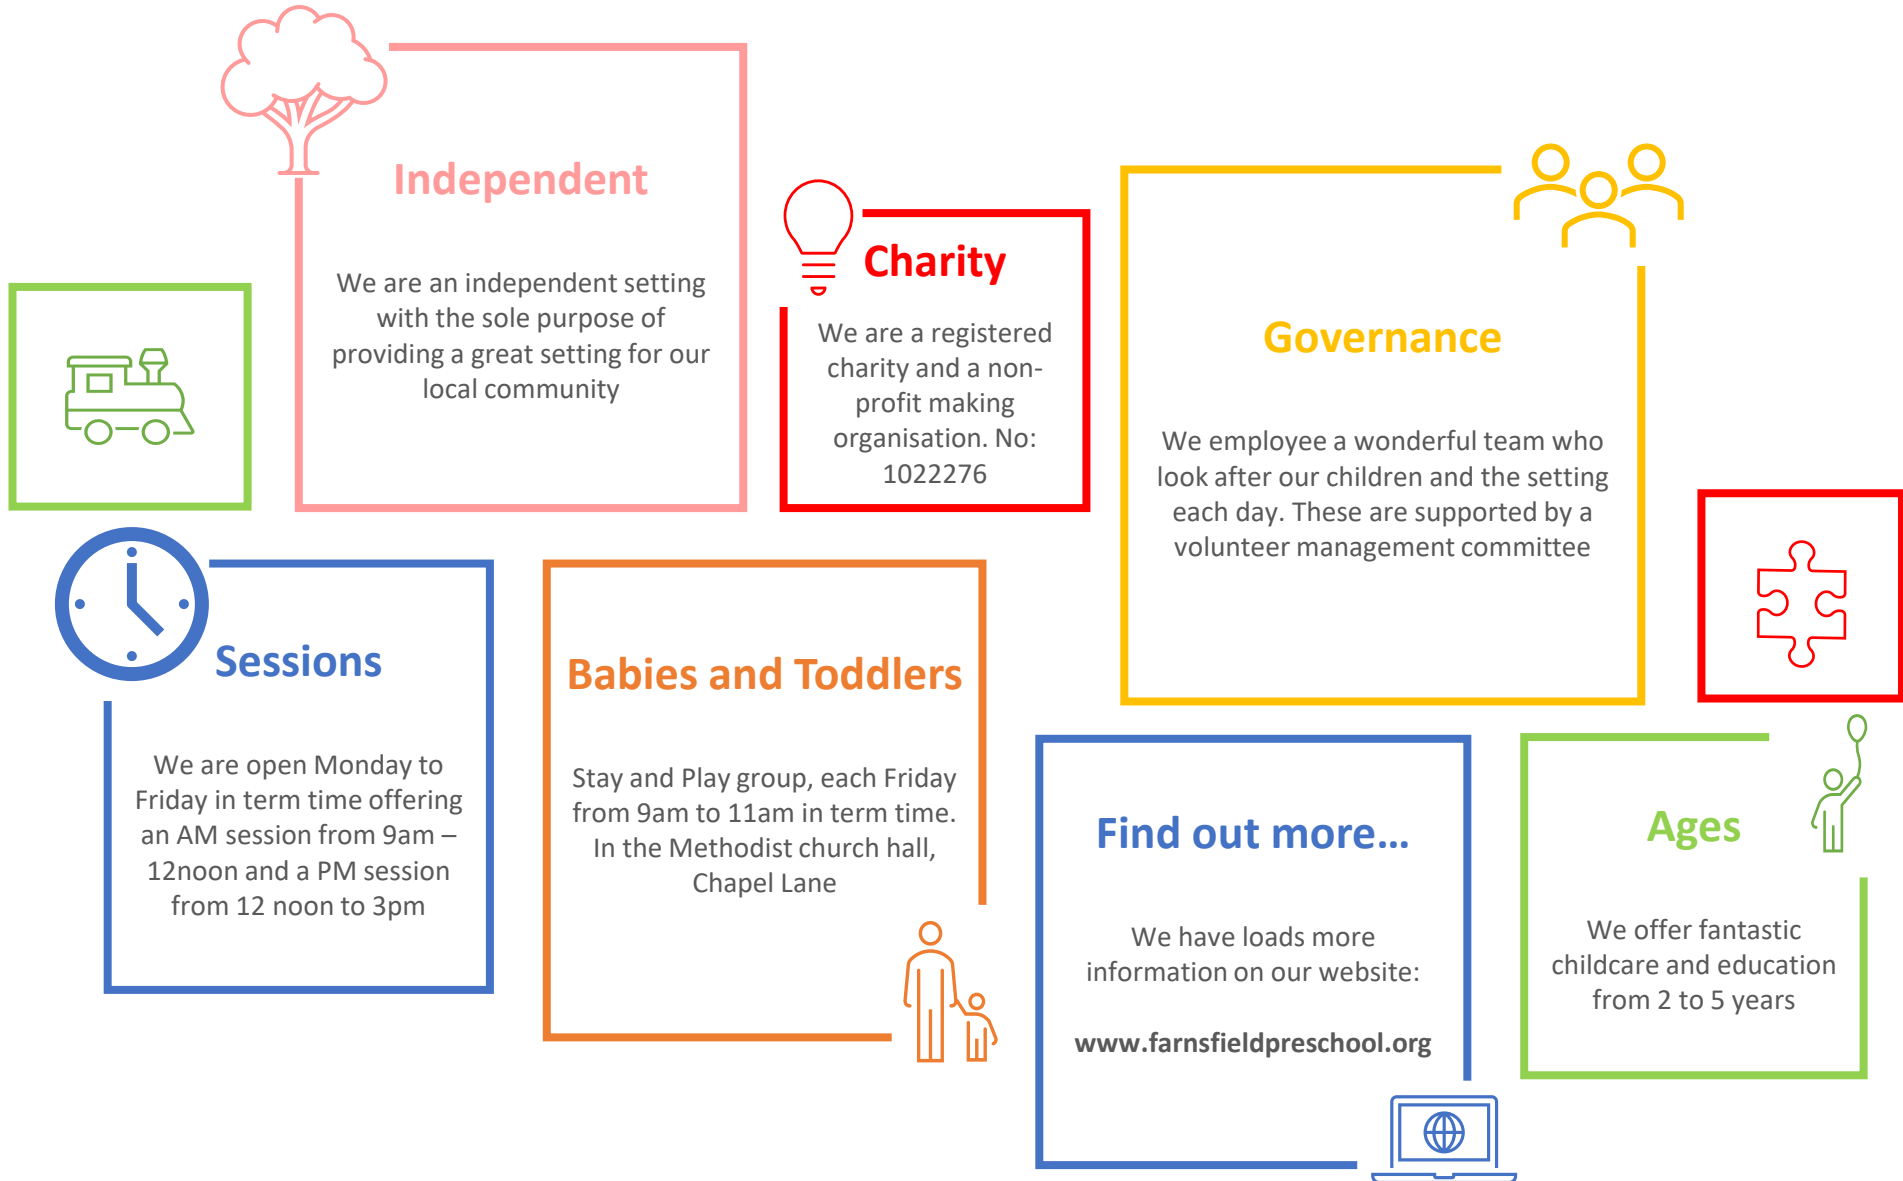 Independent
We are an independent setting
with the sole purpose of
providing a great setting for our
local community
Charity
We are a registered
charity and a non-
profit making
organisation. No:
1022276
Governance
We employee a wonderful team who
look after our children and the setting
each day. These are supported by a
volunteer management committee
Sessions
We are open Monday to
Friday in term time offering
an AM session from 9am –
12noon and a PM session
from 12 noon to 3pm
Babies and Toddlers
Stay and Play group, each Friday
from 9am to 11am in term time.
In the Methodist church hall,
Chapel Lane
Find out more...
We have loads more
information on our website:
www.farnsfieldpreschool.org
Ages
We offer fantastic
childcare and education
from 2 to 5 years